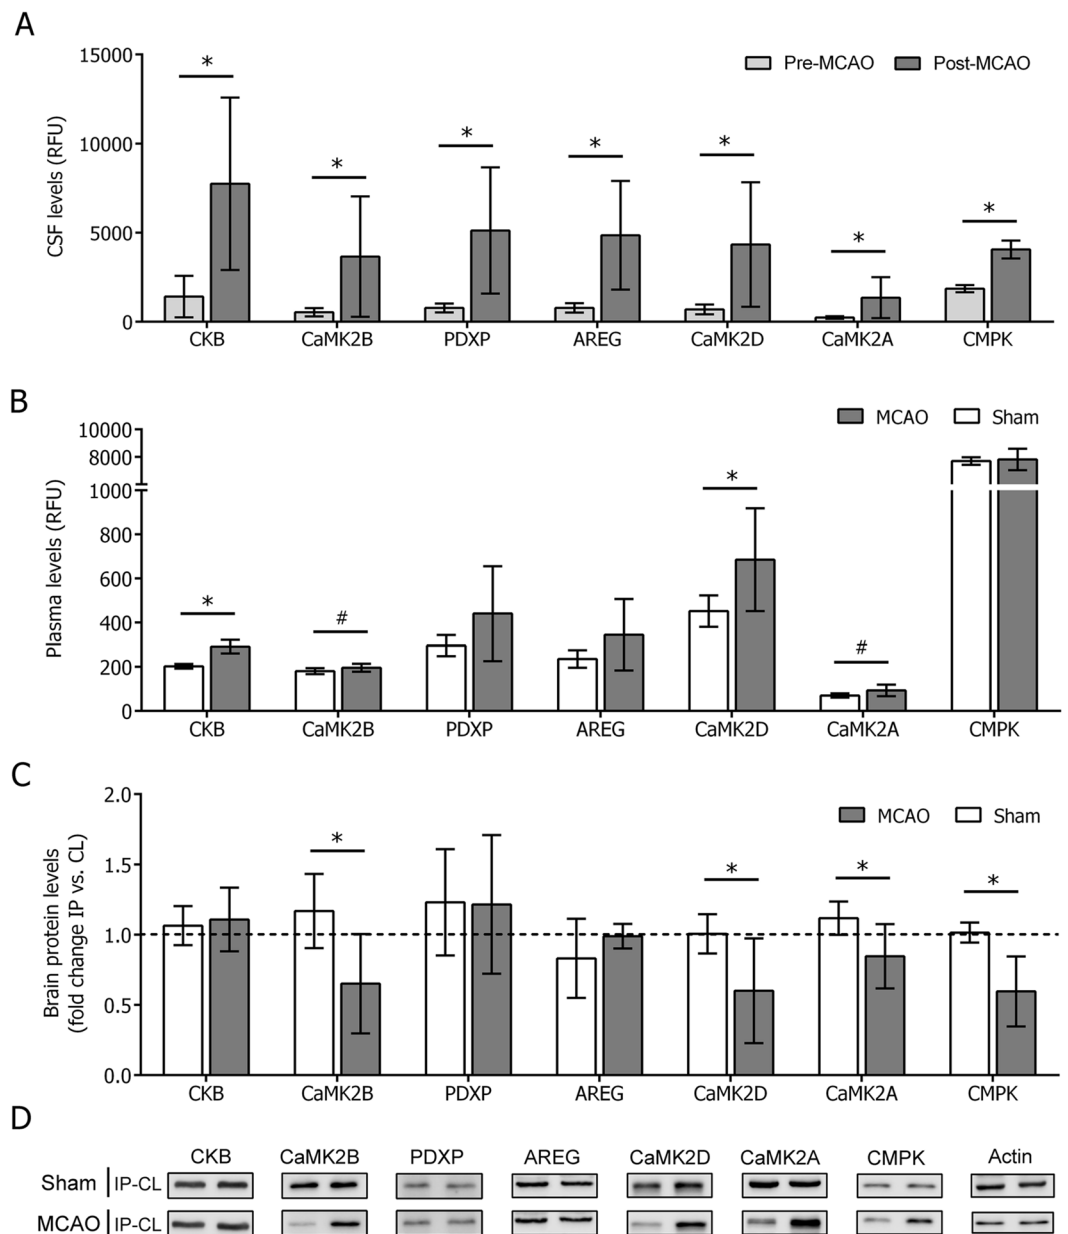 A
15000
10000
5000
0
CSF levels (RFU)
Pre-MCAO Post-MCAO
* * * * * * *
CKB CaMK2B PDXP AREG CaMK2D CaMK2A CMPK
B
10000
8000
1000
800
600
400
200
0
Plasma levels (RFU)
MCAO Sham
* # * #
CKB CaMK2B PDXP AREG CaMK2D CaMK2A CMPK
C
2.0
1.5
1.0
0.5
0.0
Brain protein levels
(fold change IP vs. CL)
MCAO Sham
* * * *
CKB CaMK2B PDXP AREG CaMK2D CaMK2A CMPK
D
CKB CaMK2B PDXP AREG CaMK2D CaMK2A CMPK Actin
Sham | IP-CL
MCAO | IP-CL